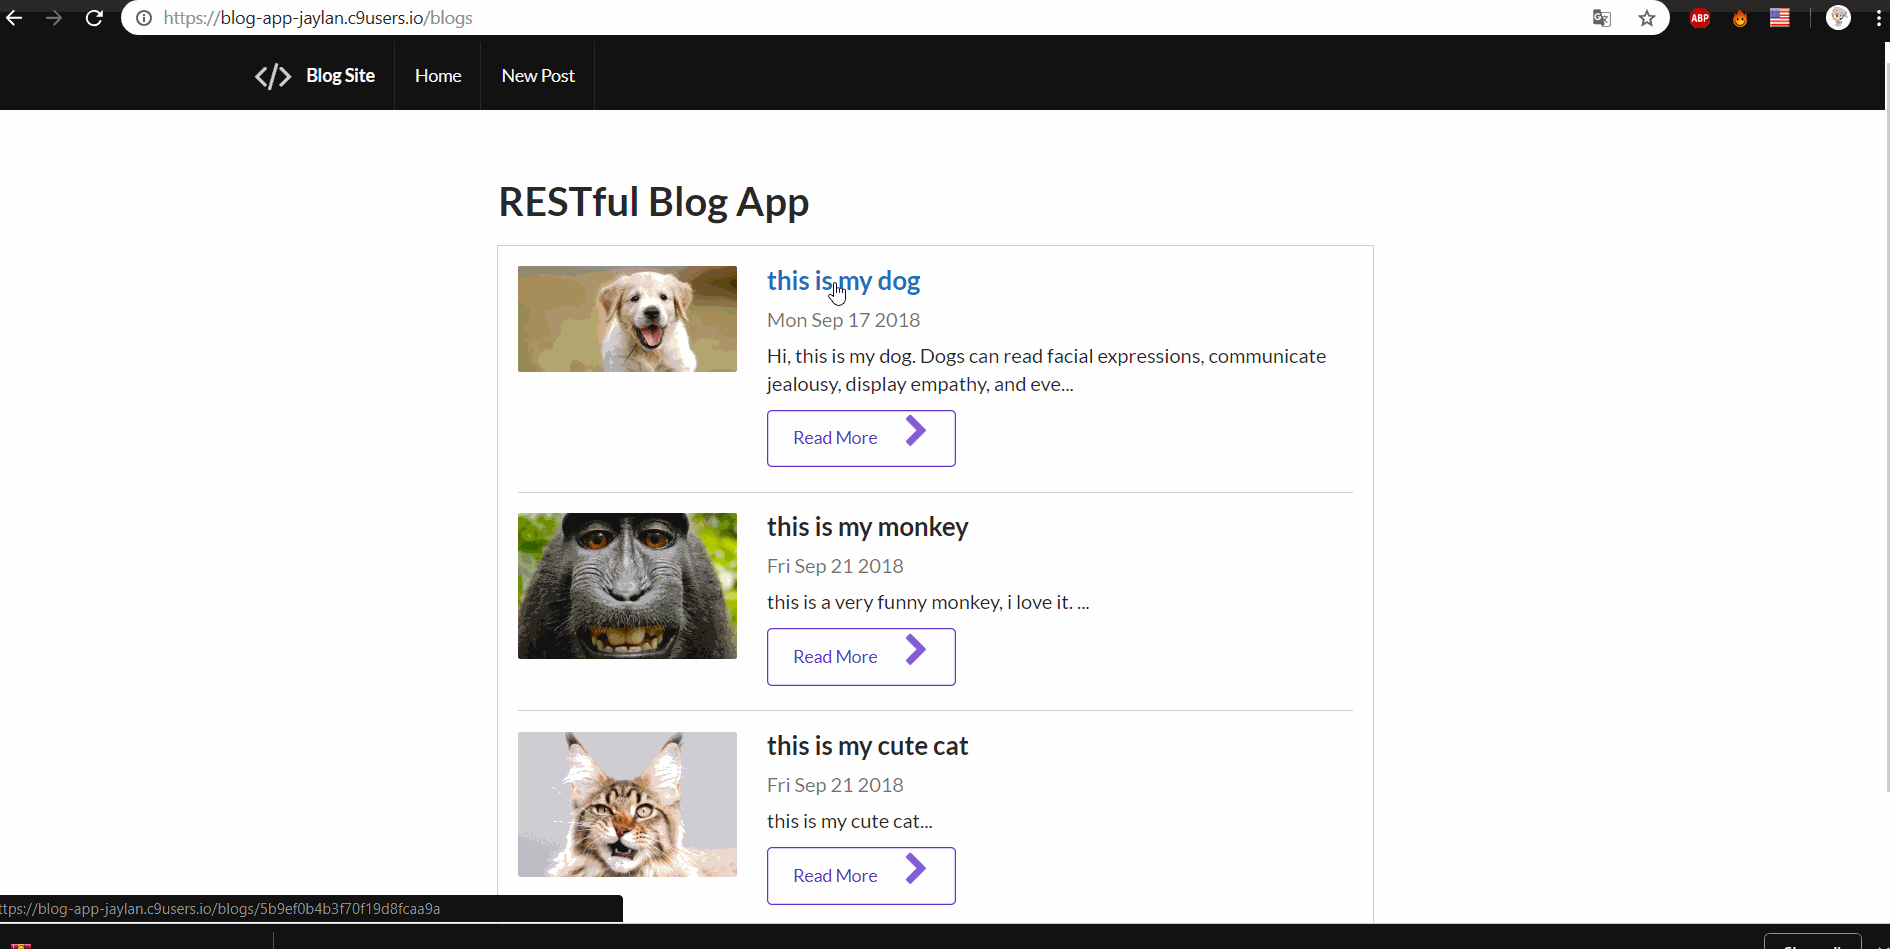 https://blog-app-jaylan.c9users.io/blogs
ABP
Blog Site
Home
New Post
RESTful Blog App
this is my dog
Mon Sep 17 2018
Hi, this is my dog. Dogs can read facial expressions, communicate
jealousy, display empathy, and eve...
Read More
this is my monkey
Fri Sep 21 2018
this is a very funny monkey, i love it. ...
Read More
this is my cute cat
Fri Sep 21 2018
this is my cute cat...
Read More
ttps://blog-app-jaylan.c9users.io/blogs/5b9ef0b4b3f70f19d8fcaa9a